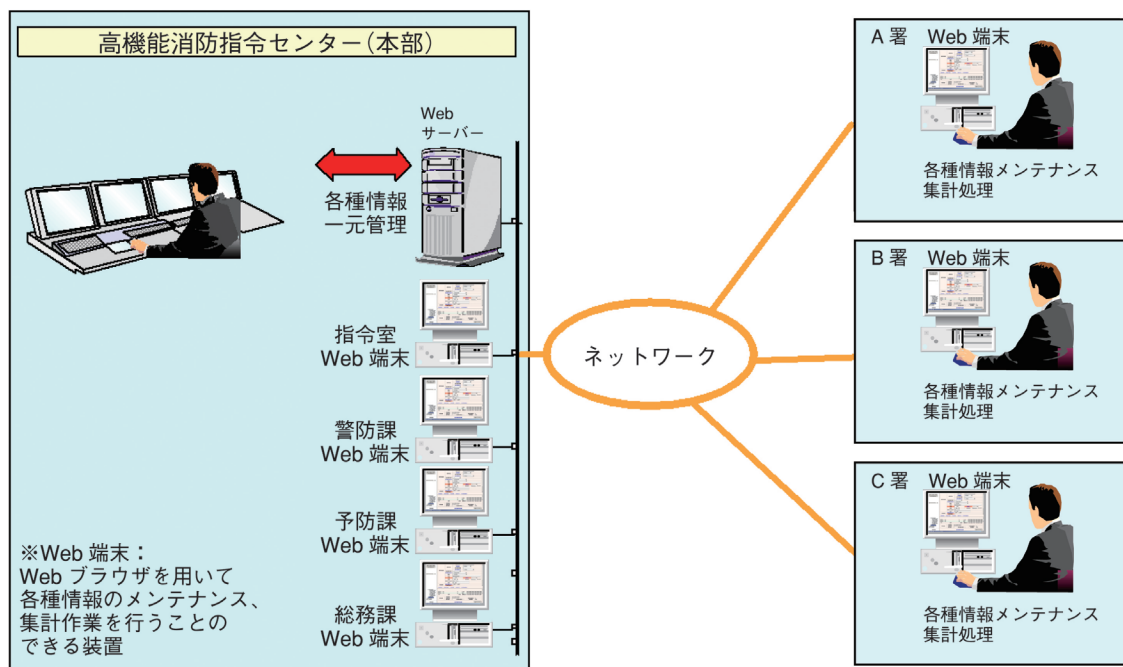 高機能消防指令センター(本部)
Web
サーバー
各種情報
一元管理
指令室
Web 端末
警防課
Web 端末
予防課
Web 端末
総務課
Web 端末
※Web 端末：
Web ブラウザを用いて
各種情報のメンテナンス、
集計作業を行うことの
できる装置
ネットワーク
A 署 Web 端末
各種情報メンテナンス
集計処理
B 署 Web 端末
各種情報メンテナンス
集計処理
C 署 Web 端末
各種情報メンテナンス
集計処理